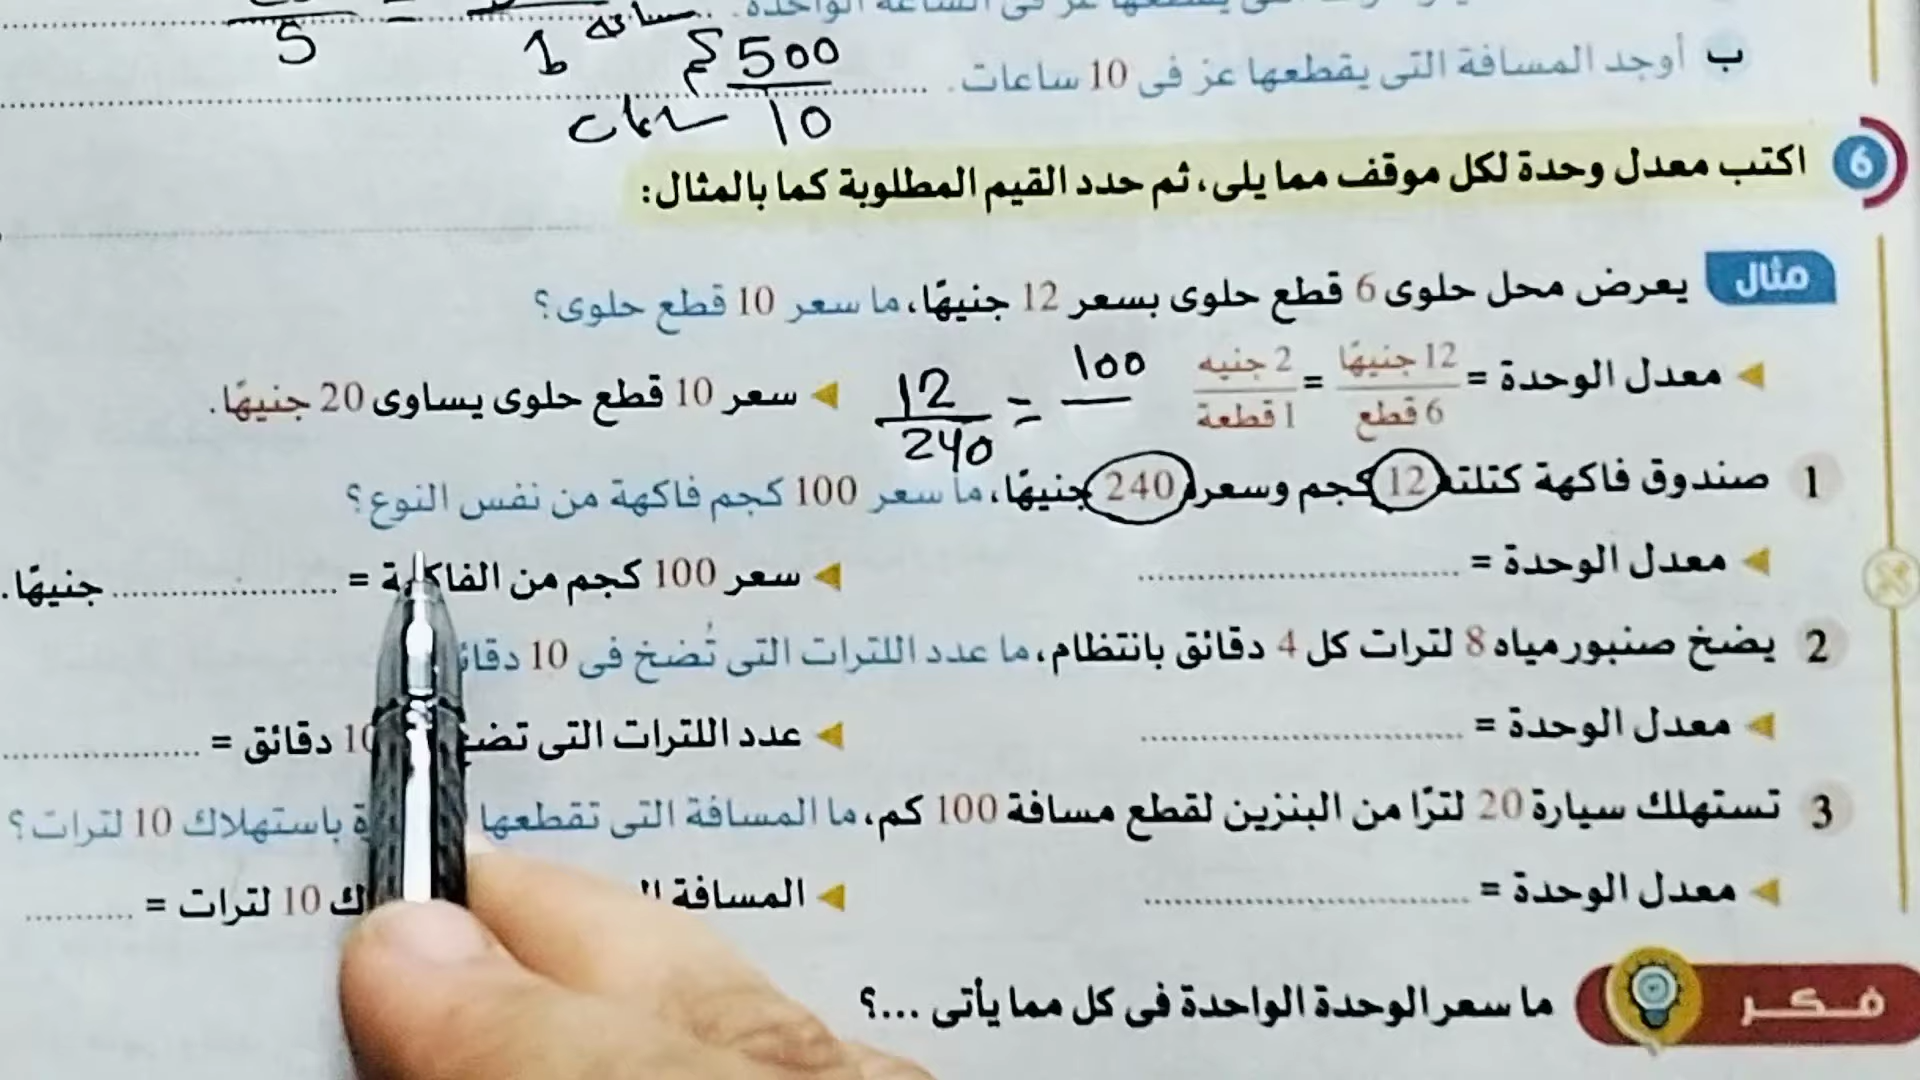 5
1 مسافة
500 كم
10 ساعات
ب أوجد المسافة التى يقطعها عز فى 10 ساعات.
6 اكتب معدل وحدة لكل موقف مما يلى، ثم حدد القيم المطلوبة كما بالمثال:
مثال يعرض محل حلوى 6 قطع حلوى بسعر 12 جنيهًا، ما سعر 10 قطع حلوى؟
معدل الوحدة = 12 جنيهًا / 6 قطع = 2 جنيه / 1 قطعة
12 / 240 = 100
سعر 10 قطع حلوى يساوى 20 جنيهًا.
1 صندوق فاكهة كتلته 12 كجم وسعره 240 جنيهًا، ما سعر 100 كجم فاكهة من نفس النوع؟
معدل الوحدة = ............ سعر 100 كجم من الفاكهة = ............ جنيهًا.
2 يضخ صنبور مياه 8 لترات كل 4 دقائق بانتظام، ما عدد اللترات التى تُضخ فى 10
معدل الوحدة = ............ عدد اللترات التى تضخ 10 دقائق = ............
3 تستهلك سيارة 20 لترًا من البنزين لقطع مسافة 100 كم، ما المسافة التى تقطعها باستهلاك 10 لترات؟
معدل الوحدة = ............ المسافة 10 لترات = ............
فكر ما سعر الوحدة الواحدة فى كل مما يأتى ...؟